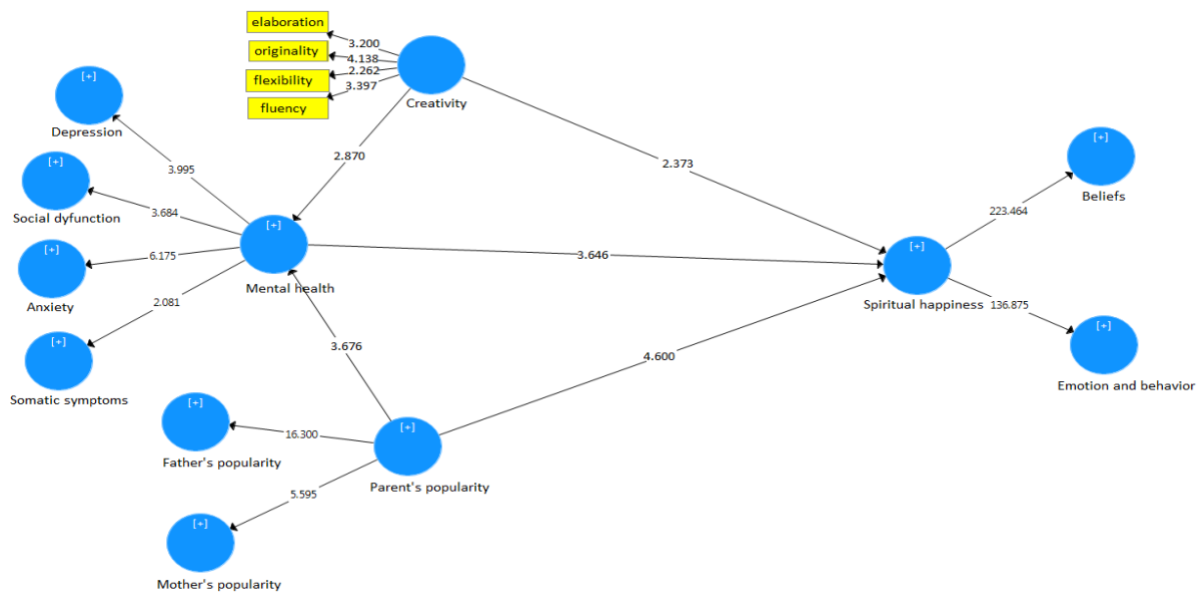 elaboration
3.200
originality
4.138
flexibility
2.262
fluency
3.397
Creativity
[+]
Depression
3.995
2.870
2.373
[+]
Social dyfunction
3.684
[+]
Beliefs
223.464
[+]
Anxiety
6.175
[+]
Mental health
3.646
[+]
Spiritual happiness
136.875
[+]
Somatic symptoms
2.081
3.676
4.600
[+]
Emotion and behavior
[+]
Father's popularity
16.300
[+]
Parent's popularity
5.595
[+]
Mother's popularity